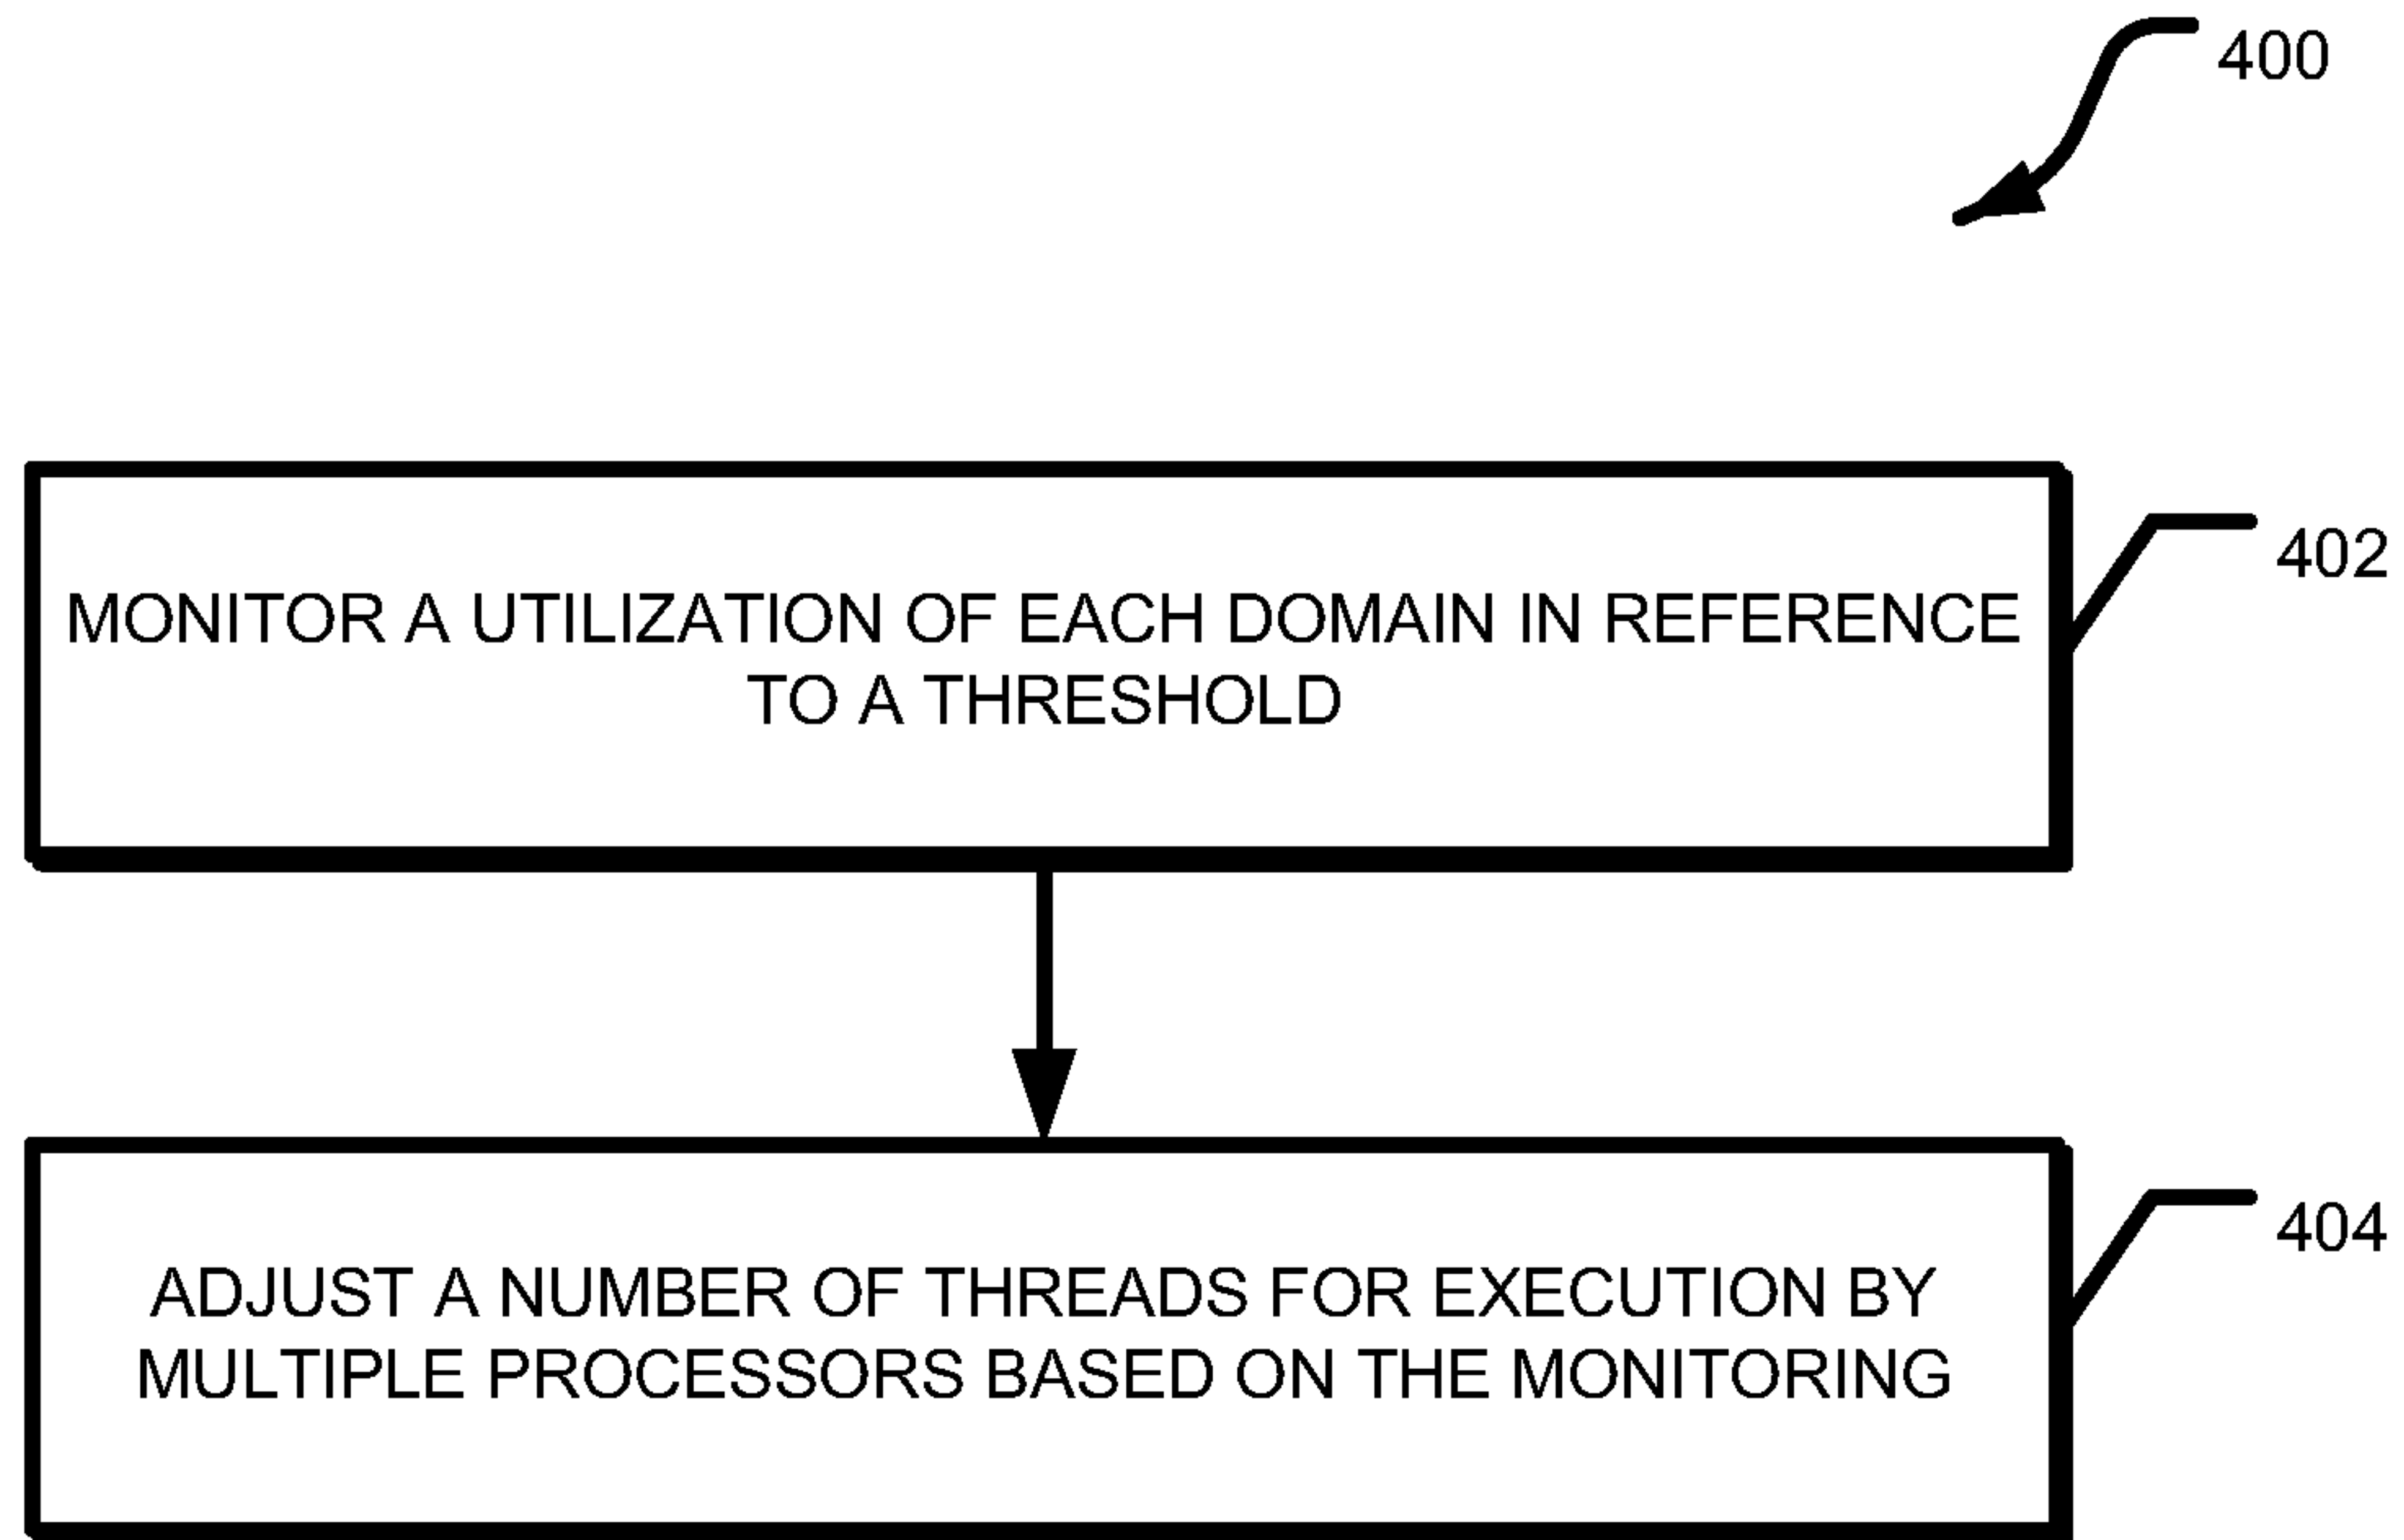 400
402
MONITOR A UTILIZATION OF EACH DOMAIN IN REFERENCE
TO A THRESHOLD
404
ADJUST A NUMBER OF THREADS FOR EXECUTION BY
MULTIPLE PROCESSORS BASED ON THE MONITORING